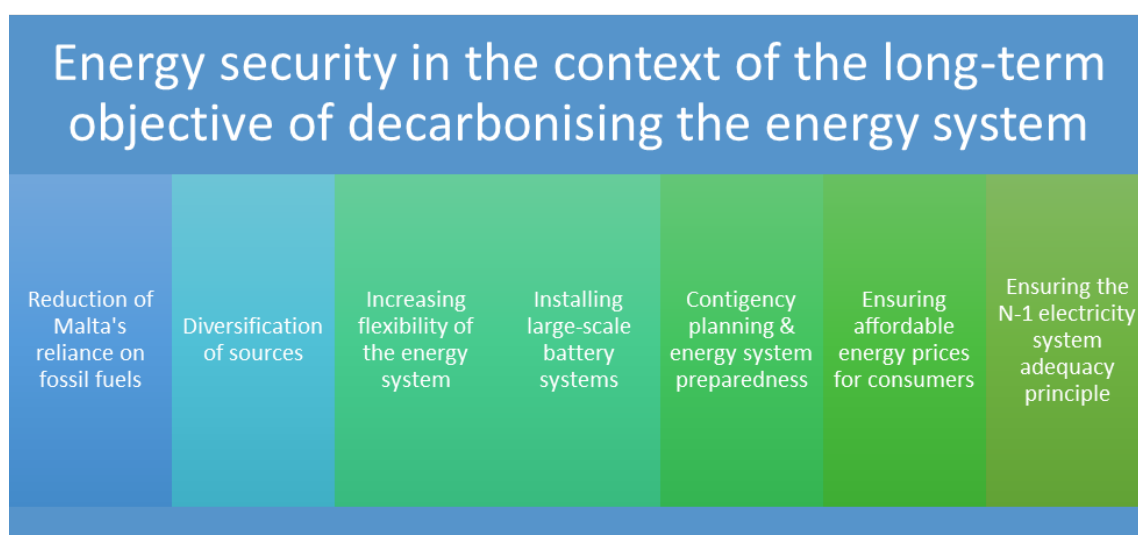 Energy security in the context of the long-term
objective of decarbonising the energy system
Reduction of
Malta's
reliance on
fossil fuels
Diversification
of sources
Increasing
flexibility of
the energy
system
Installing
large-scale
battery
systems
Contigency
planning &
energy system
preparedness
Ensuring
affordable
energy prices
for consumers
Ensuring the
N-1 electricity
system
adequacy
principle